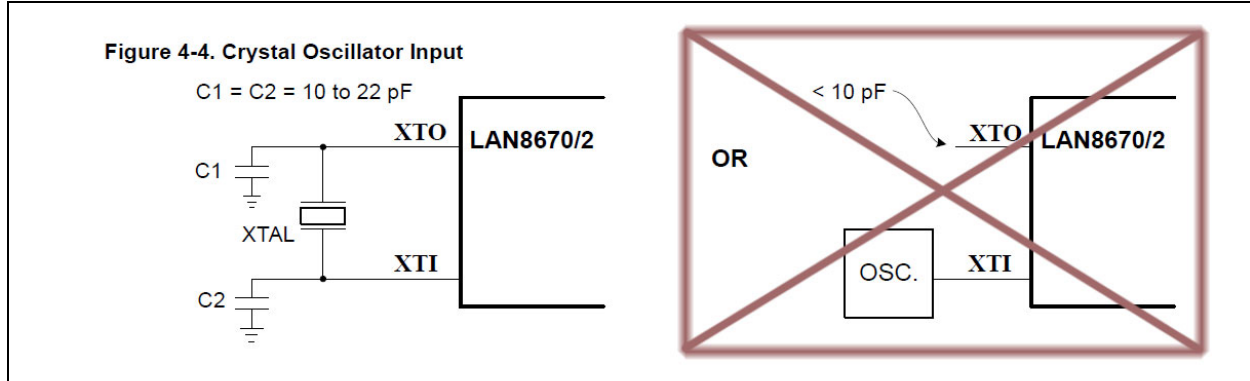 Figure 4-4. Crystal Oscillator Input
C1 = C2 = 10 to 22 pF
XTO
LAN8670/2
C1
XTAL
XTI
C2
< 10 pF
XTO
LAN8670/2
OR
OSC.
XTI